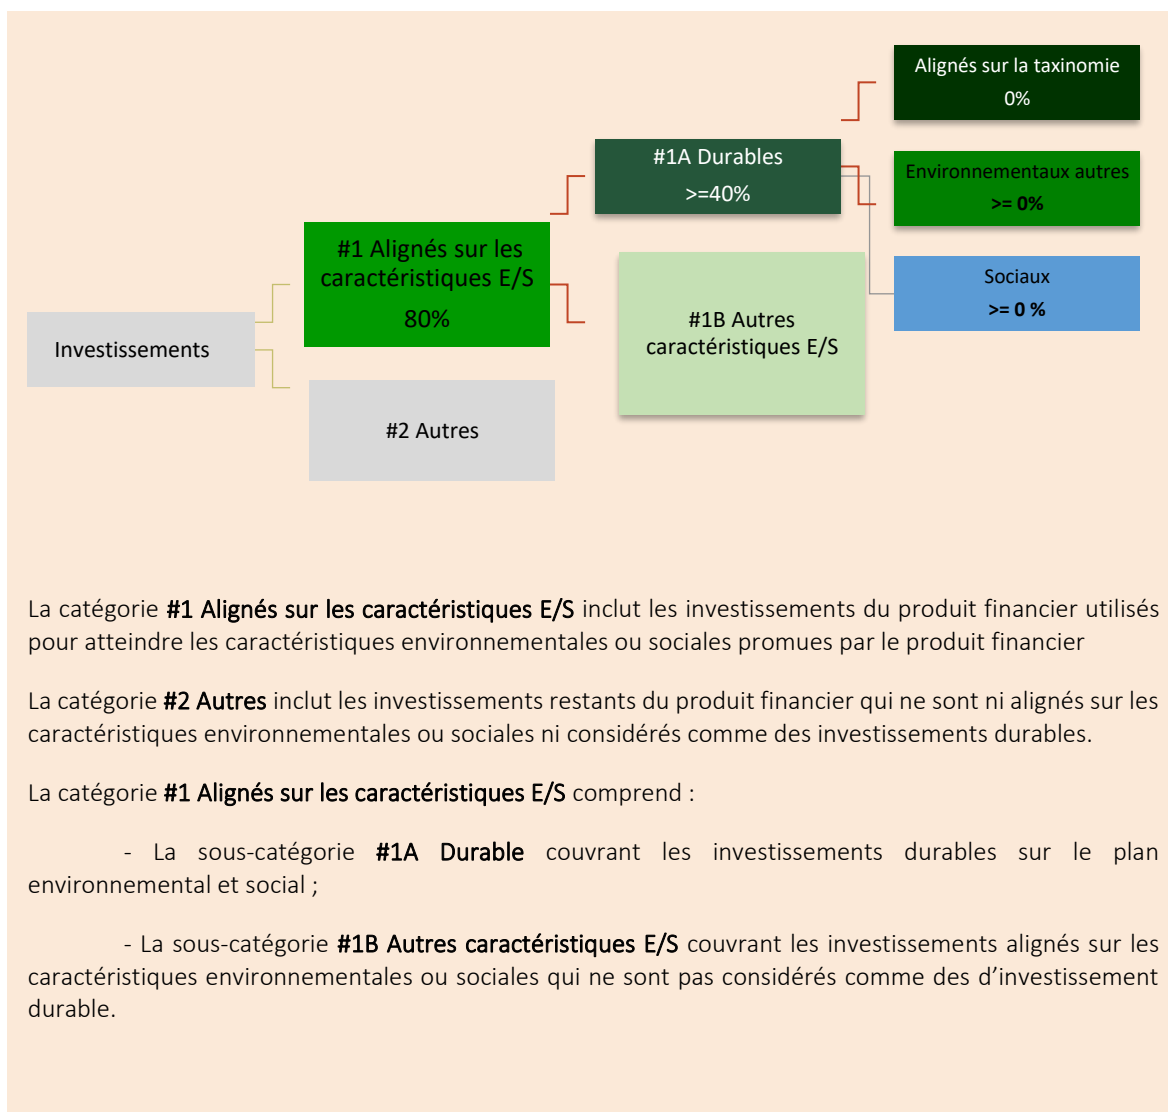 Alignés sur la taxinomie
0%
#1A Durables
>=40%
Environnementaux autres
>= 0%
#1 Alignés sur les
caractéristiques E/S
80%
Sociaux
>= 0 %
#1B Autres
caractéristiques E/S
Investissements
#2 Autres
La catégorie #1 Alignés sur les caractéristiques E/S inclut les investissements du produit financier utilisés
pour atteindre les caractéristiques environnementales ou sociales promues par le produit financier
La catégorie #2 Autres inclut les investissements restants du produit financier qui ne sont ni alignés sur les
caractéristiques environnementales ou sociales ni considérés comme des investissements durables.
La catégorie #1 Alignés sur les caractéristiques E/S comprend :
- La sous-catégorie #1A Durable couvrant les investissements durables sur le plan
environnemental et social ;
- La sous-catégorie #1B Autres caractéristiques E/S couvrant les investissements alignés sur les
caractéristiques environnementales ou sociales qui ne sont pas considérés comme des d’investissement
durable.